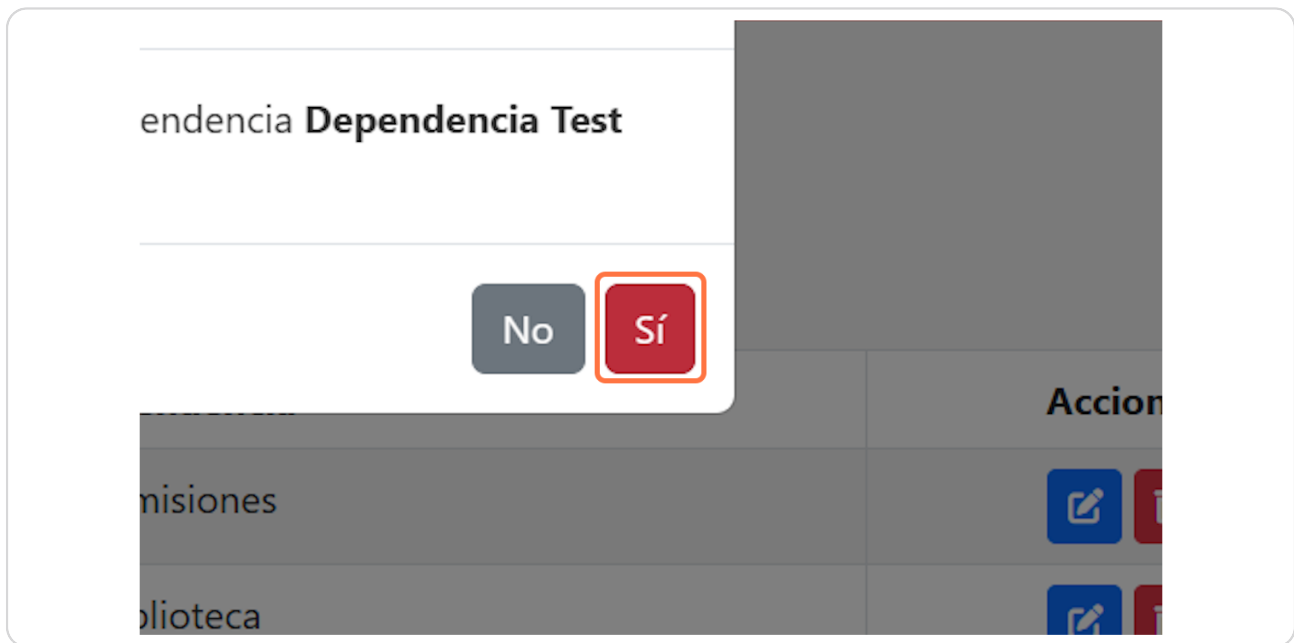 endencia Dependencia Test
No Sí
Accion
misiones
blioteca